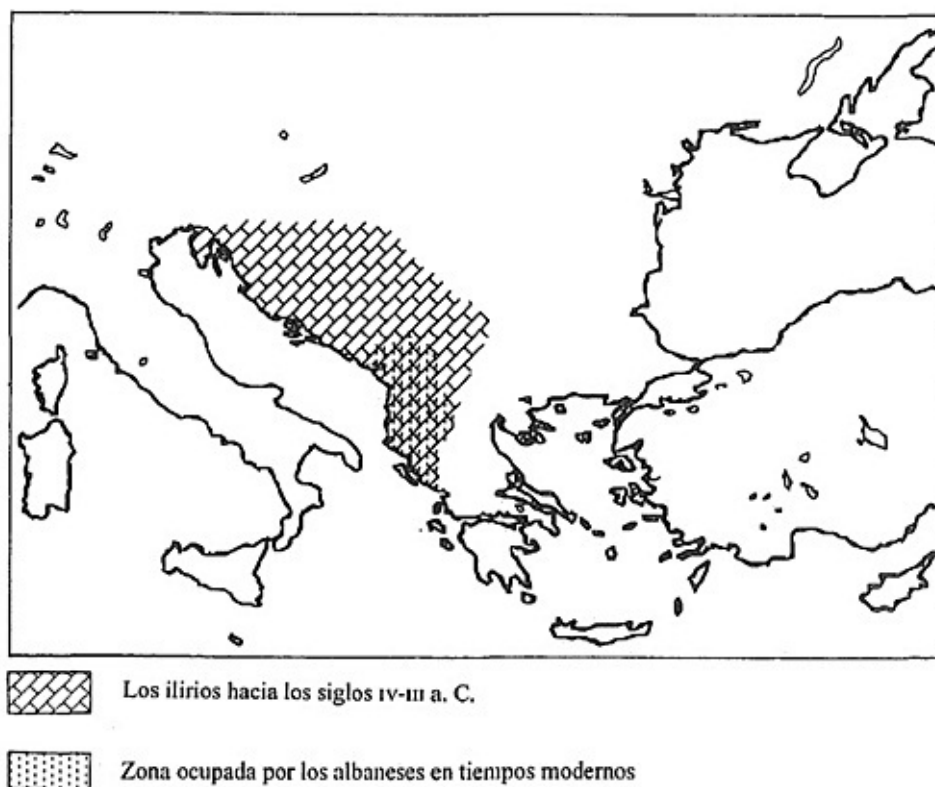 Los ilirios hacia los siglos IV-III a. C.
Zona ocupada por los albaneses en tiempos modernos